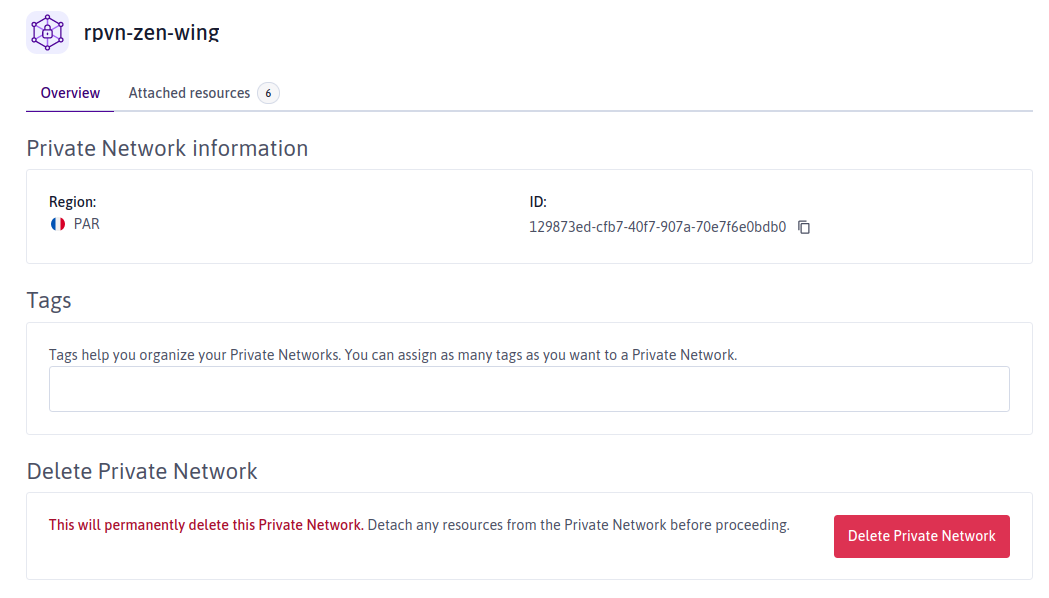 rpvn-zen-wing
Overview
Attached resources 6
Private Network information
Region:
PAR
ID:
129873ed-cfb7-40f7-907a-70e7f6e0bdb0
Tags
Tags help you organize your Private Networks. You can assign as many tags as you want to a Private Network.
Delete Private Network
This will permanently delete this Private Network. Detach any resources from the Private Network before proceeding.
Delete Private Network